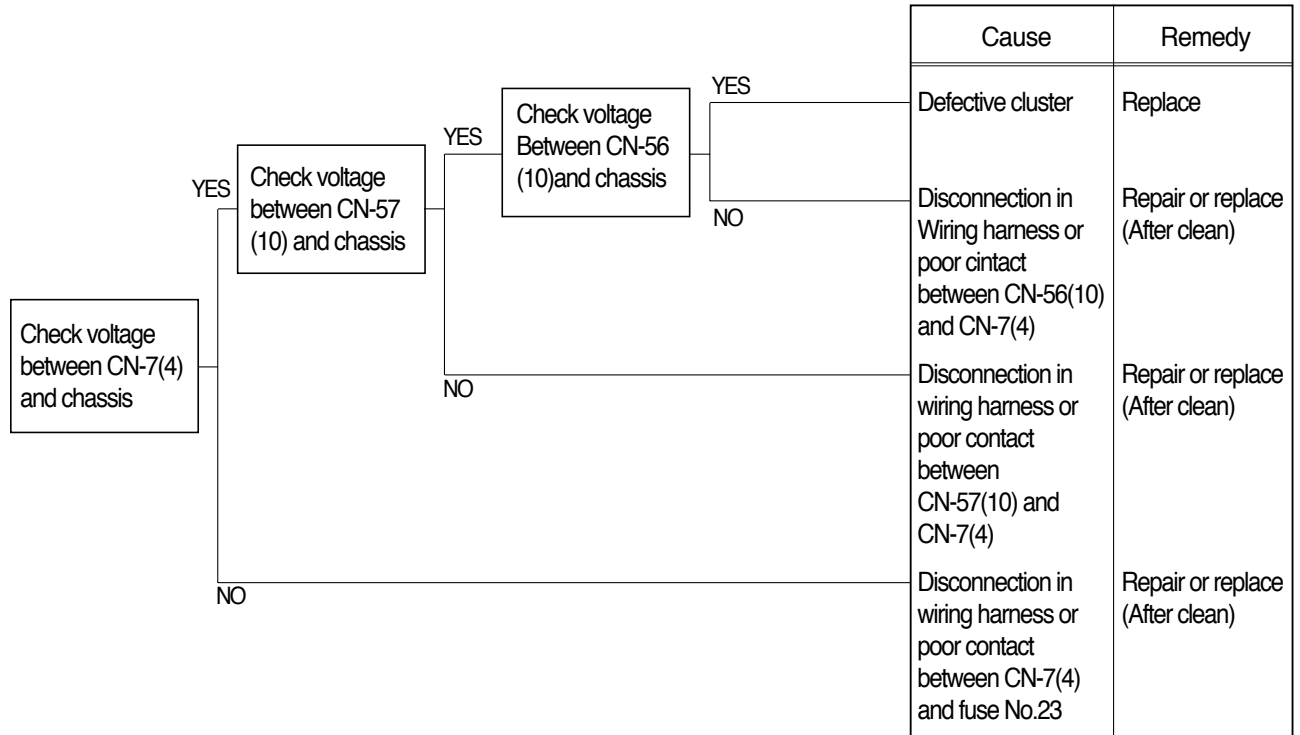 Cause
Remedy
YES
Defective cluster
Replace
Check voltage
Between CN-56
(10)and chassis
YES
NO
Disconnection in
Wiring harness or
poor cintact
between CN-56(10)
and CN-7(4)
Repair or replace
(After clean)
YES
Check voltage
between CN-57
(10) and chassis
NO
Disconnection in
wiring harness or
poor contact
between
CN-57(10) and
CN-7(4)
Repair or replace
(After clean)
Check voltage
between CN-7(4)
and chassis
NO
Disconnection in
wiring harness or
poor contact
between CN-7(4)
and fuse No.23
Repair or replace
(After clean)